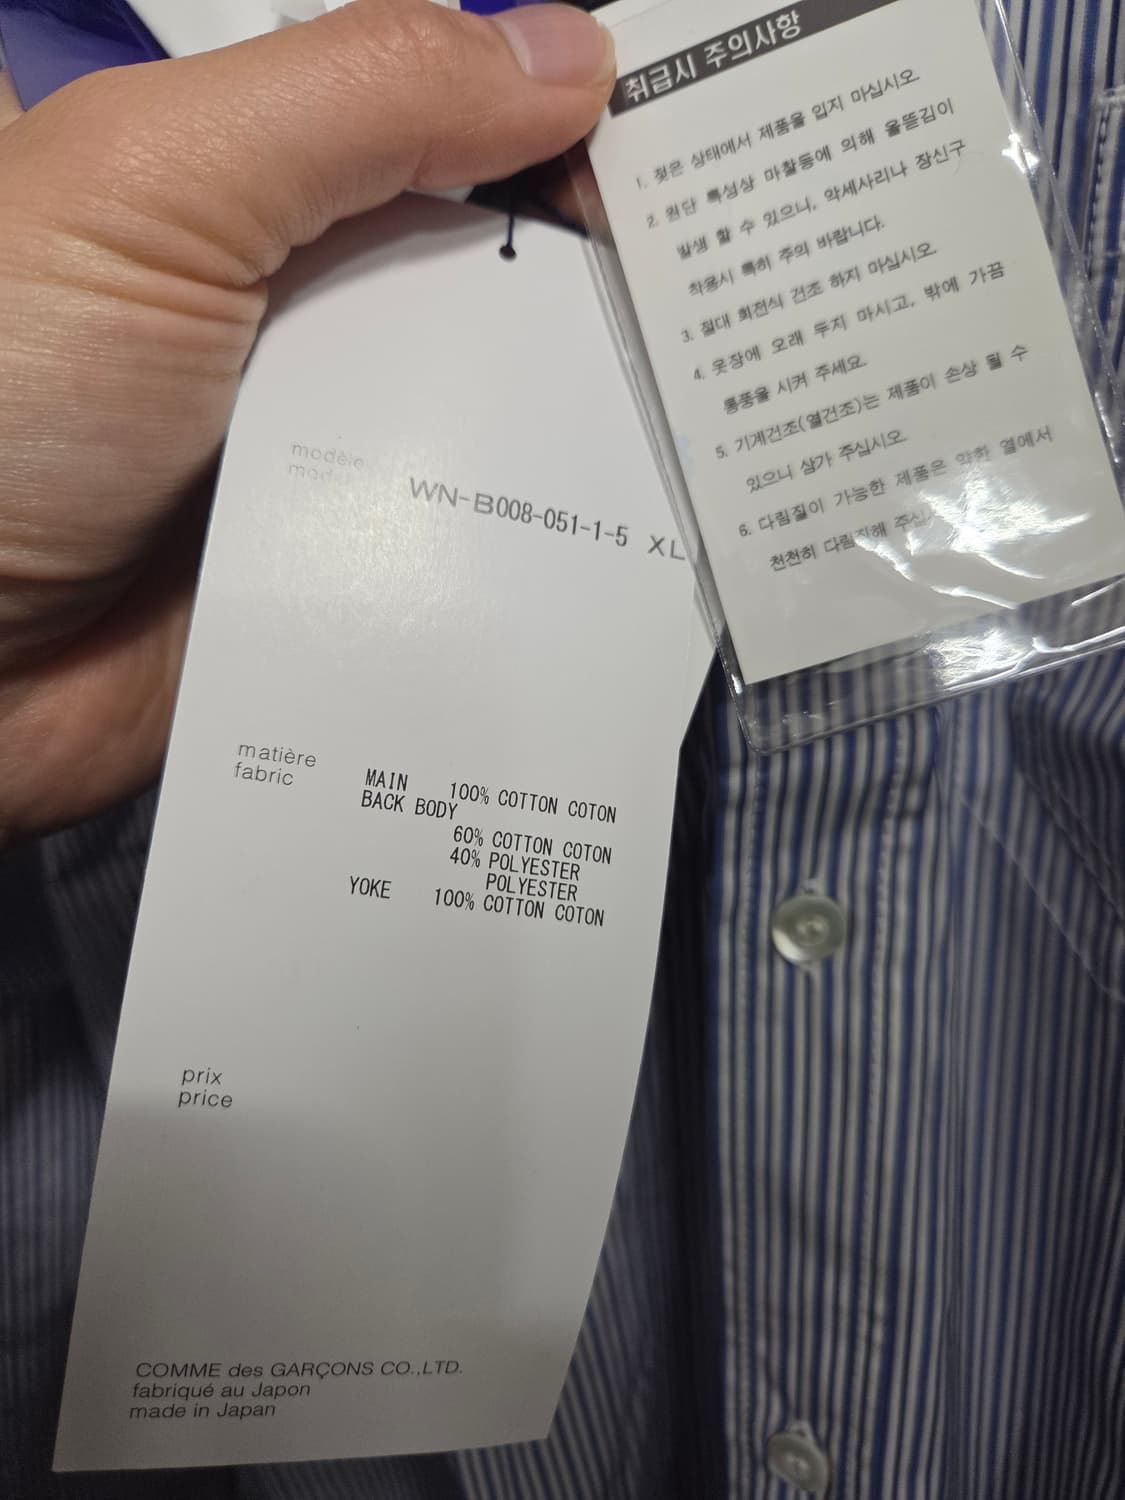 취급시 주의사항
1. 젖은 상태에서 제품을 입지 마십시오.
2. 원단 특성상 마찰등에 의해 올뜯김이
발생 할 수 있으니, 악세사리나 장신구
착용시 특히 주의 바랍니다.
3. 절대 회전식 건조 하지 마십시오.
4. 옷장에 오래 두지 마시고, 밖에 가끔
통풍을 시켜 주세요.
5. 기계건조(열건조)는 제품이 손상 될 수
있으니 삼가 주십시오.
6. 다림질이 가능한 제품은 약한 열에서
천천히 다림질해
modèle
model
WN-B008-051-1-5 XL
matière
fabric
MAIN 100% COTTON COTON
BACK BODY
60% COTTON COTON
40% POLYESTER
POLYESTER
YOKE 100% COTTON COTON
prix
price
COMME des GARÇONS CO.,LTD.
fabriqué au Japon
made in Japan